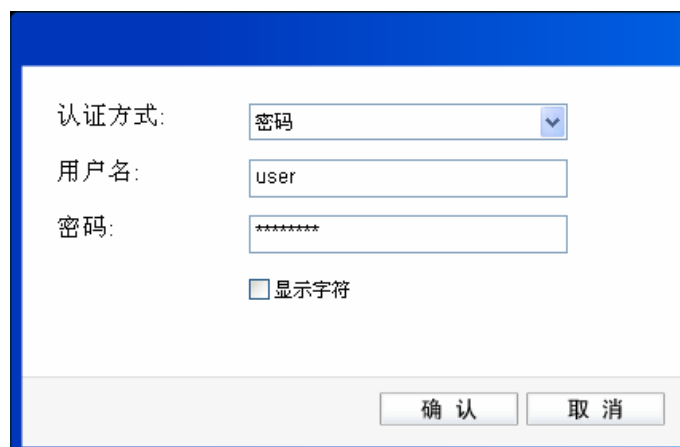 认证方式: 密码
用户名: user
密码: ********
显示字符
确 认 取 消